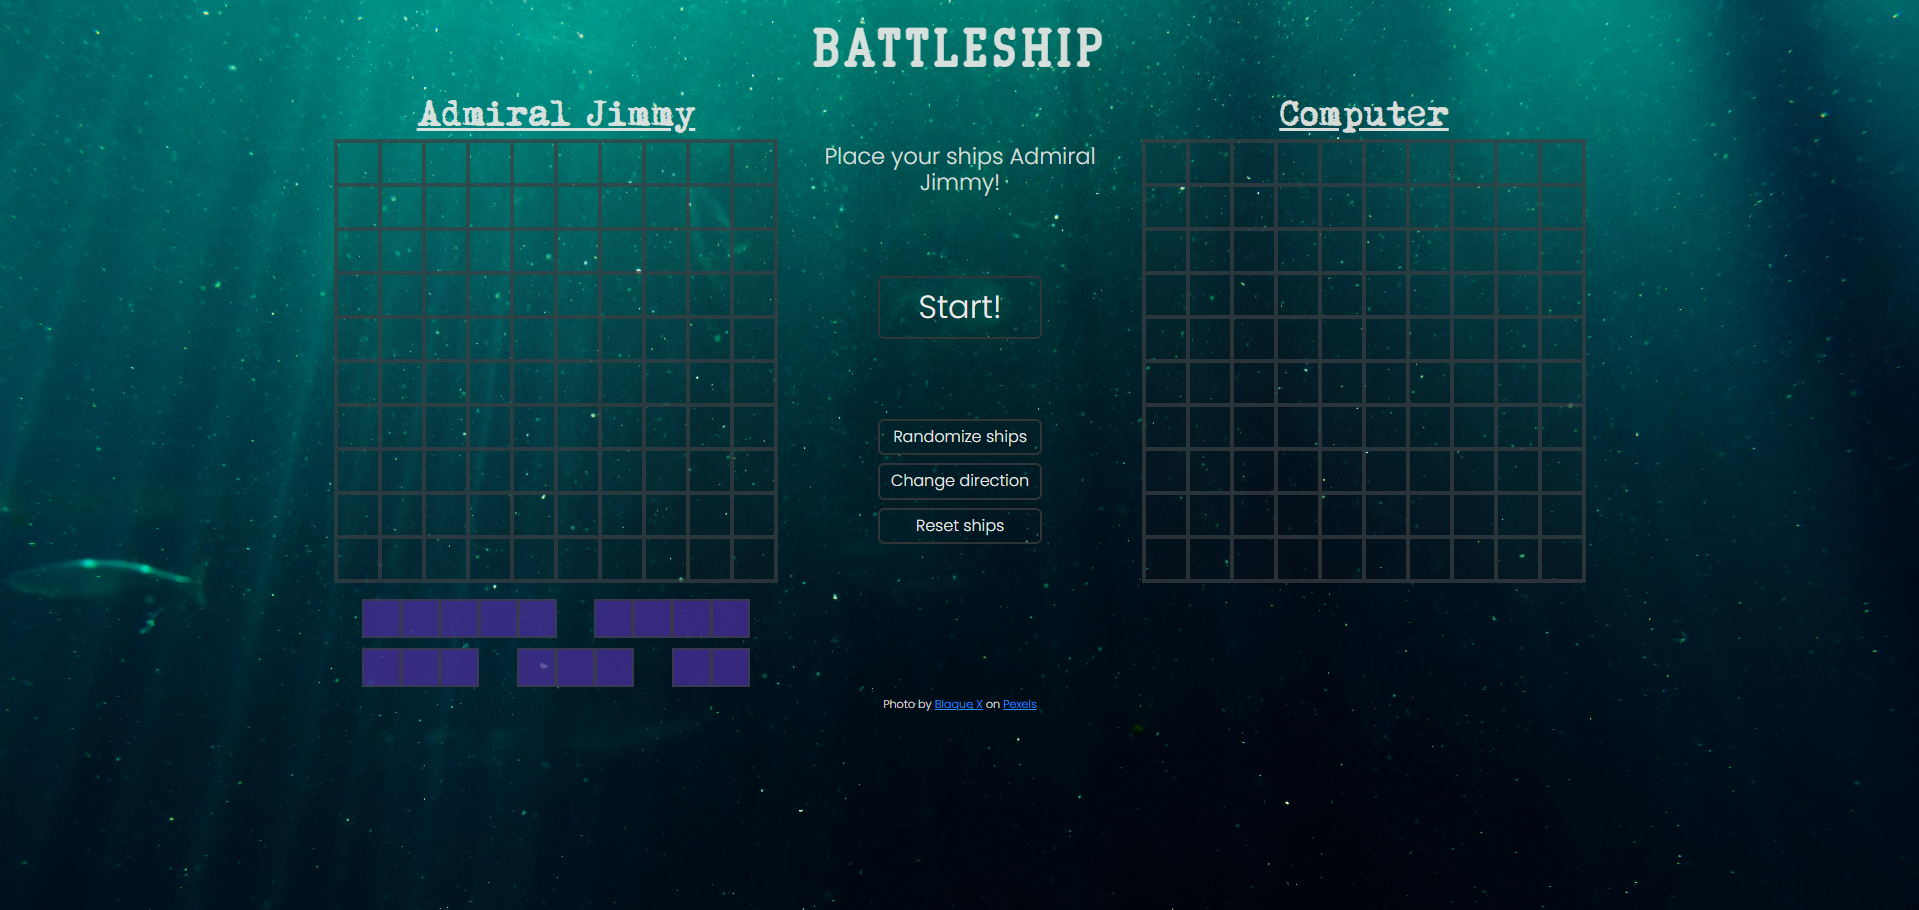 BATTLESHIP
Admiral Jimmy
Computer
Place your ships Admiral
Jimmy!
Start!
Randomize ships
Change direction
Reset ships
Photo by Blaque X on Pexels